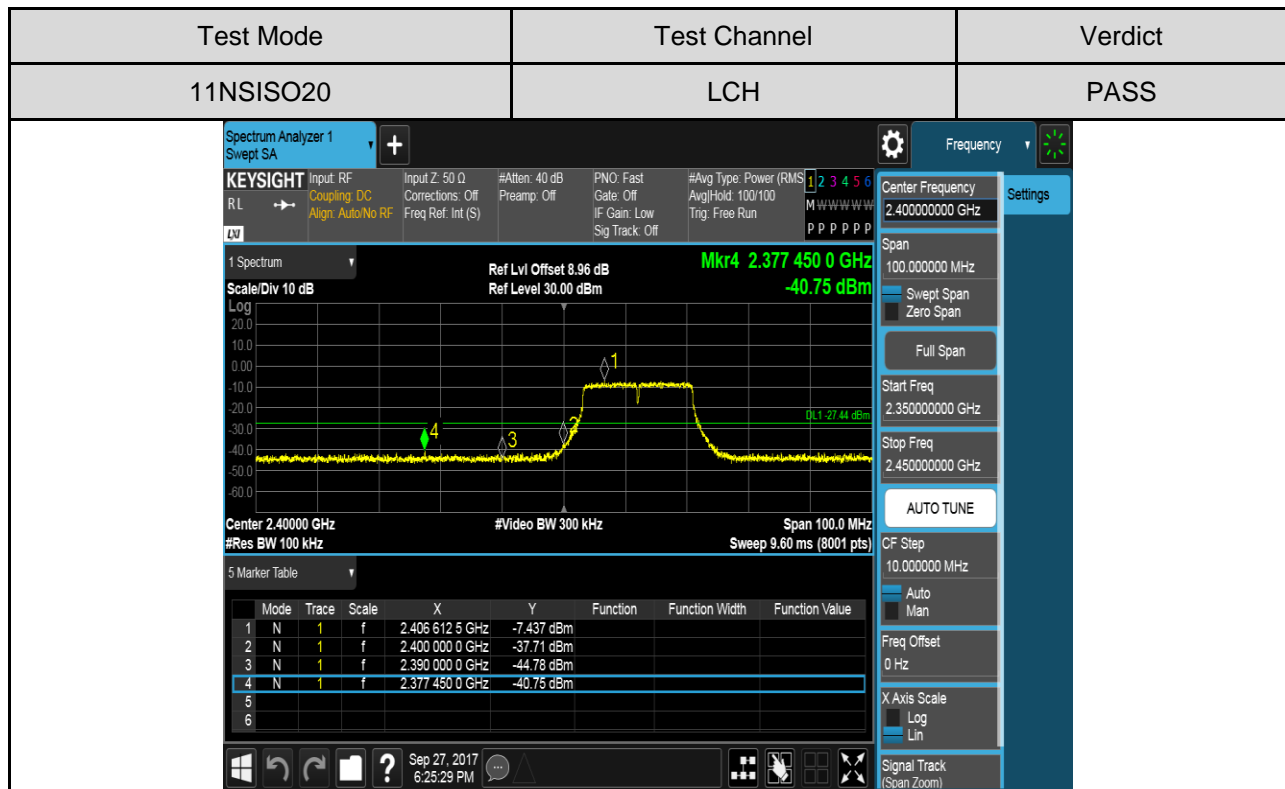 Test Mode Test Channel Verdict
11NSISO20 LCH PASS
Spectrum Analyzer 1
Swept SA
+
Frequency
KEYSIGHT Input: RF Input Z: 50 Ω #Atten: 40 dB PNO: Fast #Avg Type: Power (RMS 1 2 3 4 5 6
RL Coupling: DC Corrections: Off Preamp: Off Gate: Off Avg|Hold: 100/100 M W W W W W
Align: Auto/No RF Freq Ref: Int (S) IF Gain: Low Trig: Free Run
LXI Sig Track: Off P P P P P P
1 Spectrum
Ref Lvl Offset 8.96 dB Mkr4 2.377 450 0 GHz
Scale/Div 10 dB Ref Level 30.00 dBm -40.75 dBm
Log
20.0
10.0
0.00
-10.0
-20.0
-30.0
-40.0
-50.0
-60.0
1
2
3
4
DL1 -27.44 dBm
Center 2.40000 GHz #Video BW 300 kHz Span 100.0 MHz
#Res BW 100 kHz Sweep 9.60 ms (8001 pts)
5 Marker Table
Mode Trace Scale X Y Function Function Width Function Value
1 N 1 f 2.406 612 5 GHz -7.437 dBm
2 N 1 f 2.400 000 0 GHz -37.71 dBm
3 N 1 f 2.390 000 0 GHz -44.78 dBm
4 N 1 f 2.377 450 0 GHz -40.75 dBm
5
6
?
Sep 27, 2017
6:25:29 PM
Center Frequency
2.400000000 GHz
Settings
Span
100.000000 MHz
Swept Span
Zero Span
Full Span
Start Freq
2.350000000 GHz
Stop Freq
2.450000000 GHz
AUTO TUNE
CF Step
10.000000 MHz
Auto
Man
Freq Offset
0 Hz
X Axis Scale
Log
Lin
Signal Track
(Span Zoom)